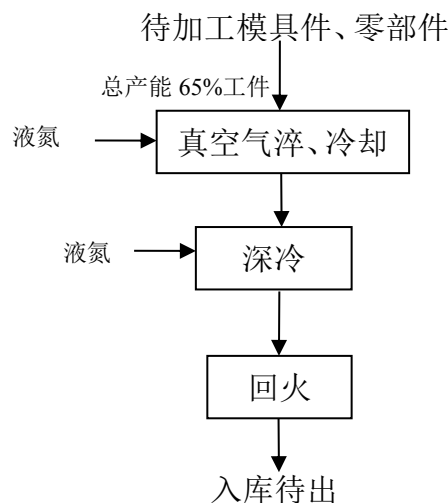 待加工模具件、零部件
总产能 65%工件
液氮
真空气淬、冷却
液氮
深冷
回火
入库待出